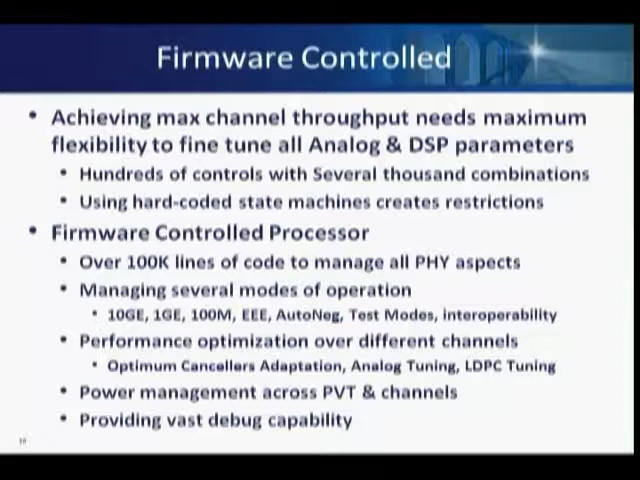 Firmware Controlled
• Achieving max channel throughput needs maximum
flexibility to fine tune all Analog & DSP parameters
• Hundreds of controls with Several thousand combinations
• Using hard-coded state machines creates restrictions
• Firmware Controlled Processor
• Over 100K lines of code to manage all PHY aspects
• Managing several modes of operation
• 10GE, 1GE, 100M, EEE, AutoNeg, Test Modes, interoperability
• Performance optimization over different channels
• Optimum Cancellers Adaptation, Analog Tuning, LDPC Tuning
• Power management across PVT & channels
• Providing vast debug capability